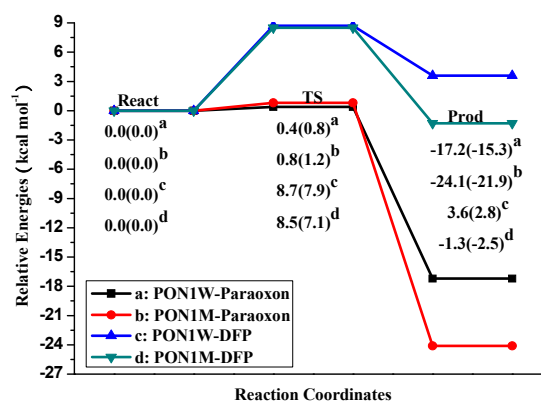 9
6
3
0
-3
-6
-9
-12
-15
-18
-21
-24
-27
Relative Energies ( kcal mol⁻¹)
React
0.0(0.0)ᵃ
0.0(0.0)ᵇ
0.0(0.0)ᶜ
0.0(0.0)ᵈ
TS
0.4(0.8)ᵃ
0.8(1.2)ᵇ
8.7(7.9)ᶜ
8.5(7.1)ᵈ
Prod
-17.2(-15.3)ᵃ
-24.1(-21.9)ᵇ
3.6(2.8)ᶜ
-1.3(-2.5)ᵈ
a: PON1W-Paraoxon
b: PON1M-Paraoxon
c: PON1W-DFP
d: PON1M-DFP
Reaction Coordinates